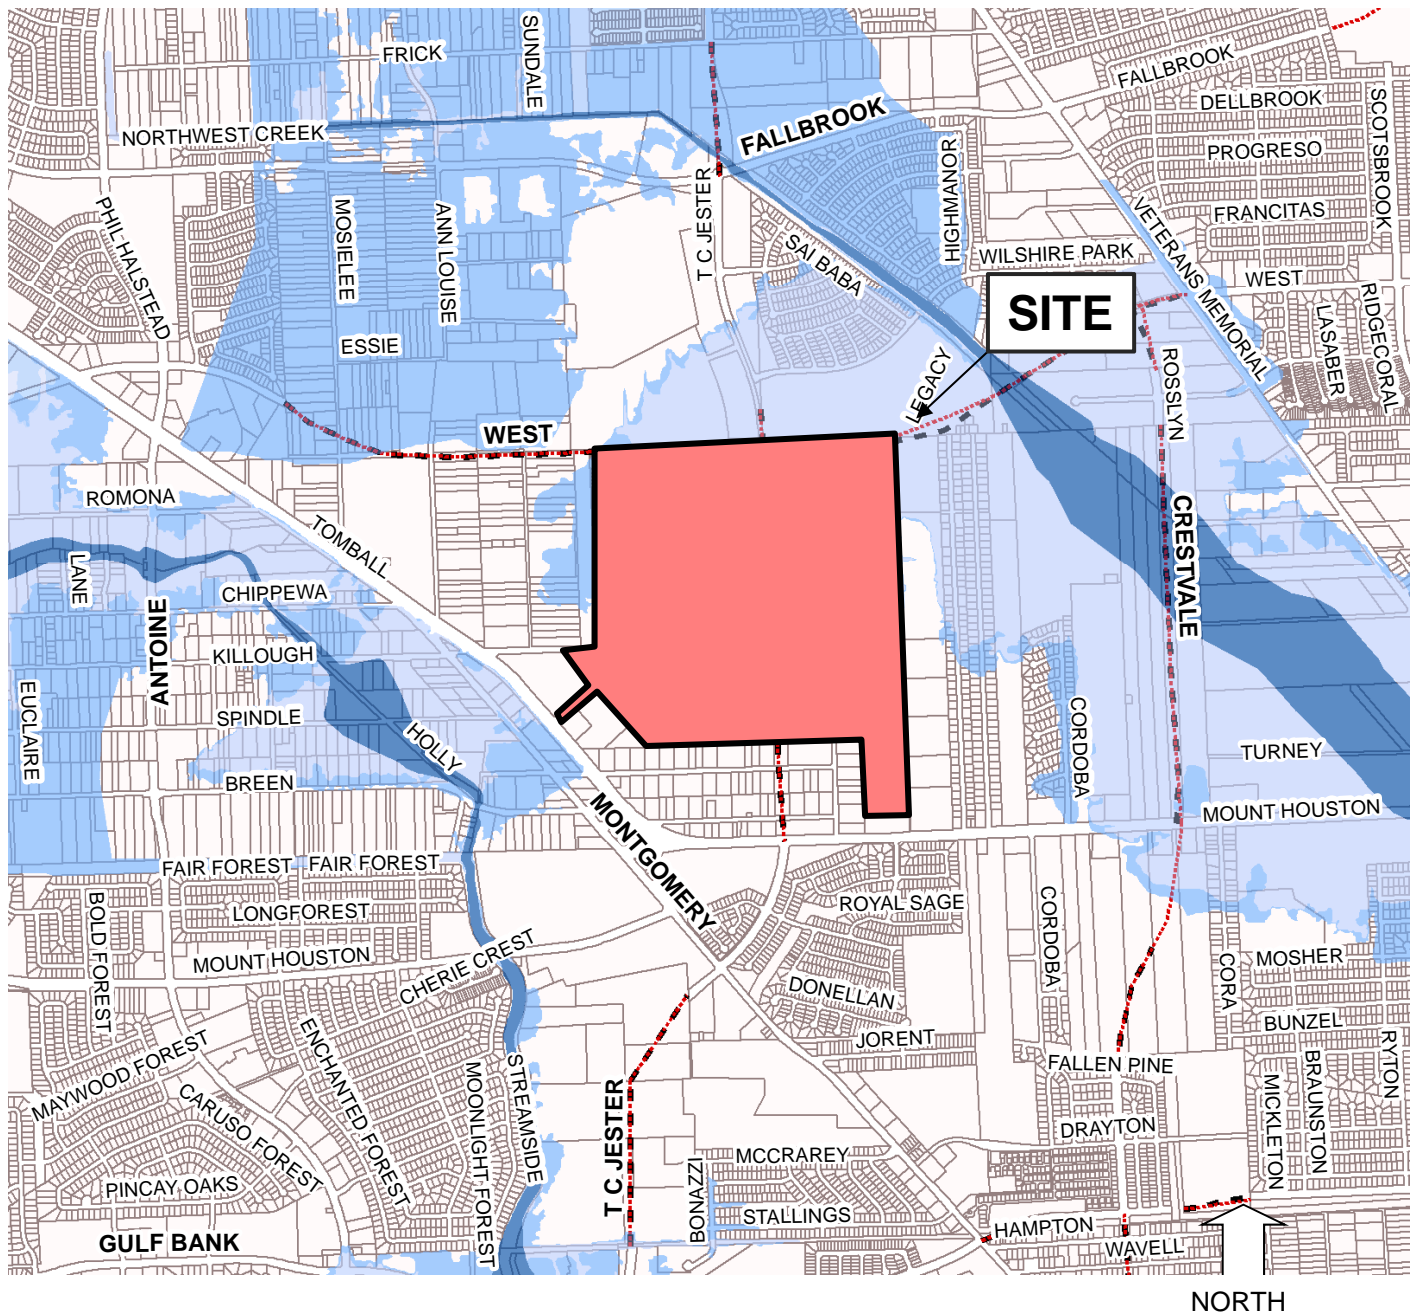 FRICK
SUNDALE
FALLBROOK
DELLBROOK
SCOTSBROOK
NORTHWEST CREEK
FALLBROOK
PROGRESO
HIGHMANOR
PHIL HALSTEAD
MOSIELEE
ANN LOUISE
T C JESTER
SAI BABA
VETERANS MEMORIAL
FRANCITAS
WILSHIRE PARK
WEST
SITE
LASABER
RIDGECORAL
ESSIE
LEGACY
ROSSLYN
WEST
ROMONA
TOMBALL
CRESTVALE
LANE
CHIPPEWA
ANTOINE
KILLOUGH
EUCLAIRE
SPINDLE
HOLLY
CORDOBA
TURNEY
BREEN
MONTGOMERY
MOUNT HOUSTON
FAIR FOREST
FAIR FOREST
BOLD FOREST
LONGFOREST
ROYAL SAGE
CORDOBA
MOUNT HOUSTON
CHERIE CREST
CORA
MOSHER
DONELLAN
BUNZEL
MAYWOOD FOREST
ENCHANTED FOREST
JORENT
RYTON
STREAMSIDE
MOONLIGHT FOREST
FALLEN PINE
MICKLETON
BRAUNSTON
CARUSO FOREST
T C JESTER
DRAYTON
MCCRAREY
BONAZZI
PINCAY OAKS
STALLINGS
HAMPTON
GULF BANK
WAVELL
NORTH